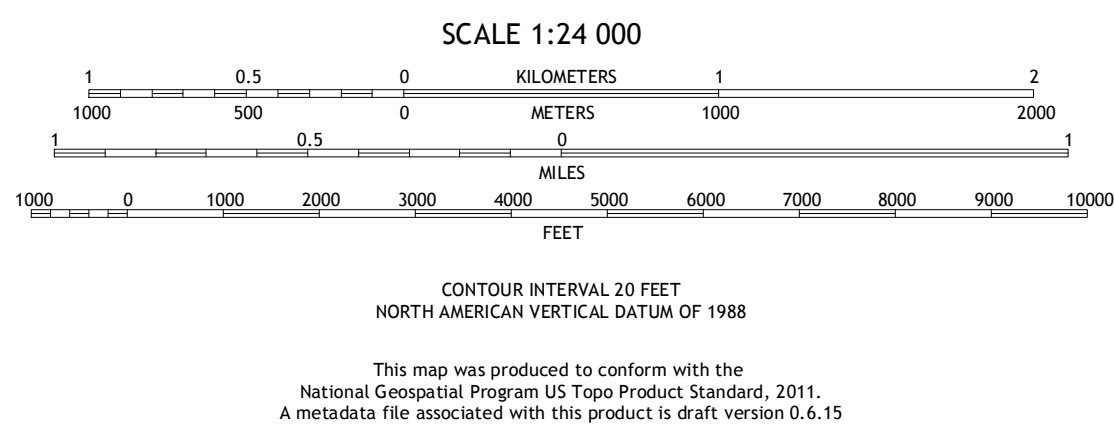 SCALE 1:24 000
1 0.5 0 KILOMETERS 1 2
1000 500 0 METERS 1000 2000
1 0.5 0 1
MILES
1000 0 1000 2000 3000 4000 5000 6000 7000 8000 9000 10000
FEET
CONTOUR INTERVAL 20 FEET
NORTH AMERICAN VERTICAL DATUM OF 1988
This map was produced to conform with the
National Geospatial Program US Topo Product Standard, 2011.
A metadata file associated with this product is draft version 0.6.15